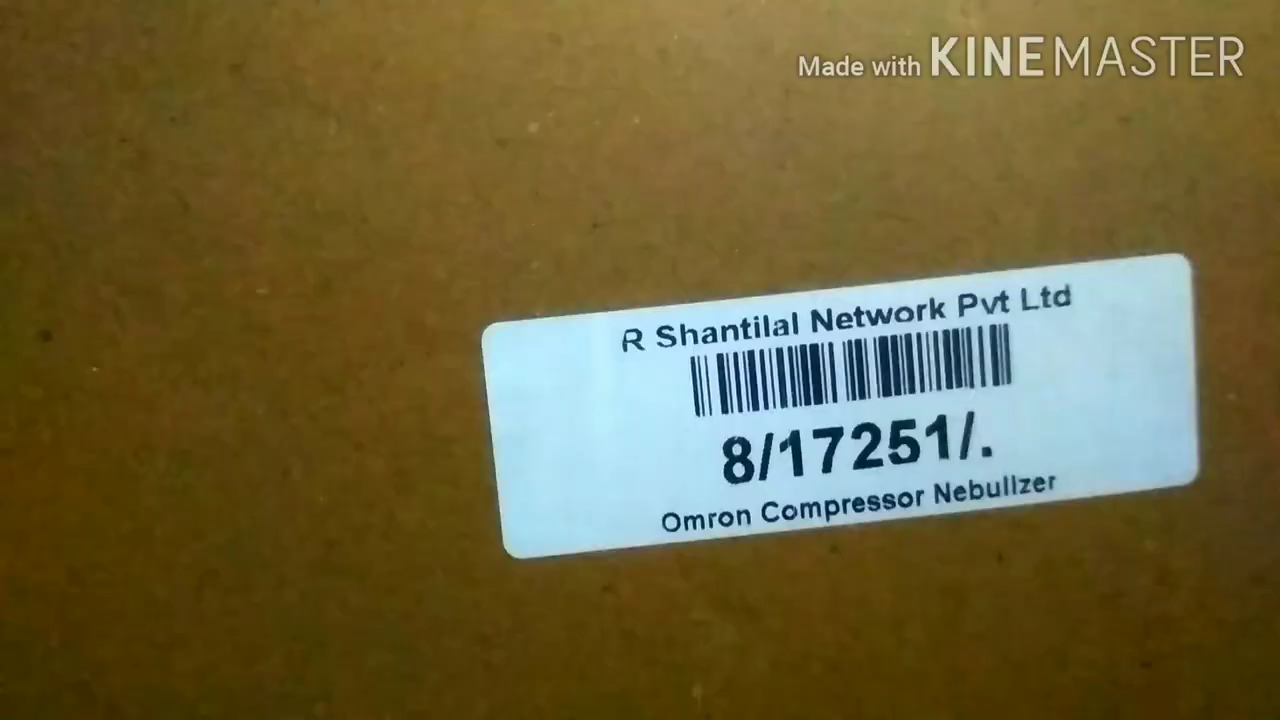 Made with KINEMASTER
R Shantilal Network Pvt Ltd
8/17251/.
Omron Compressor Nebulizer